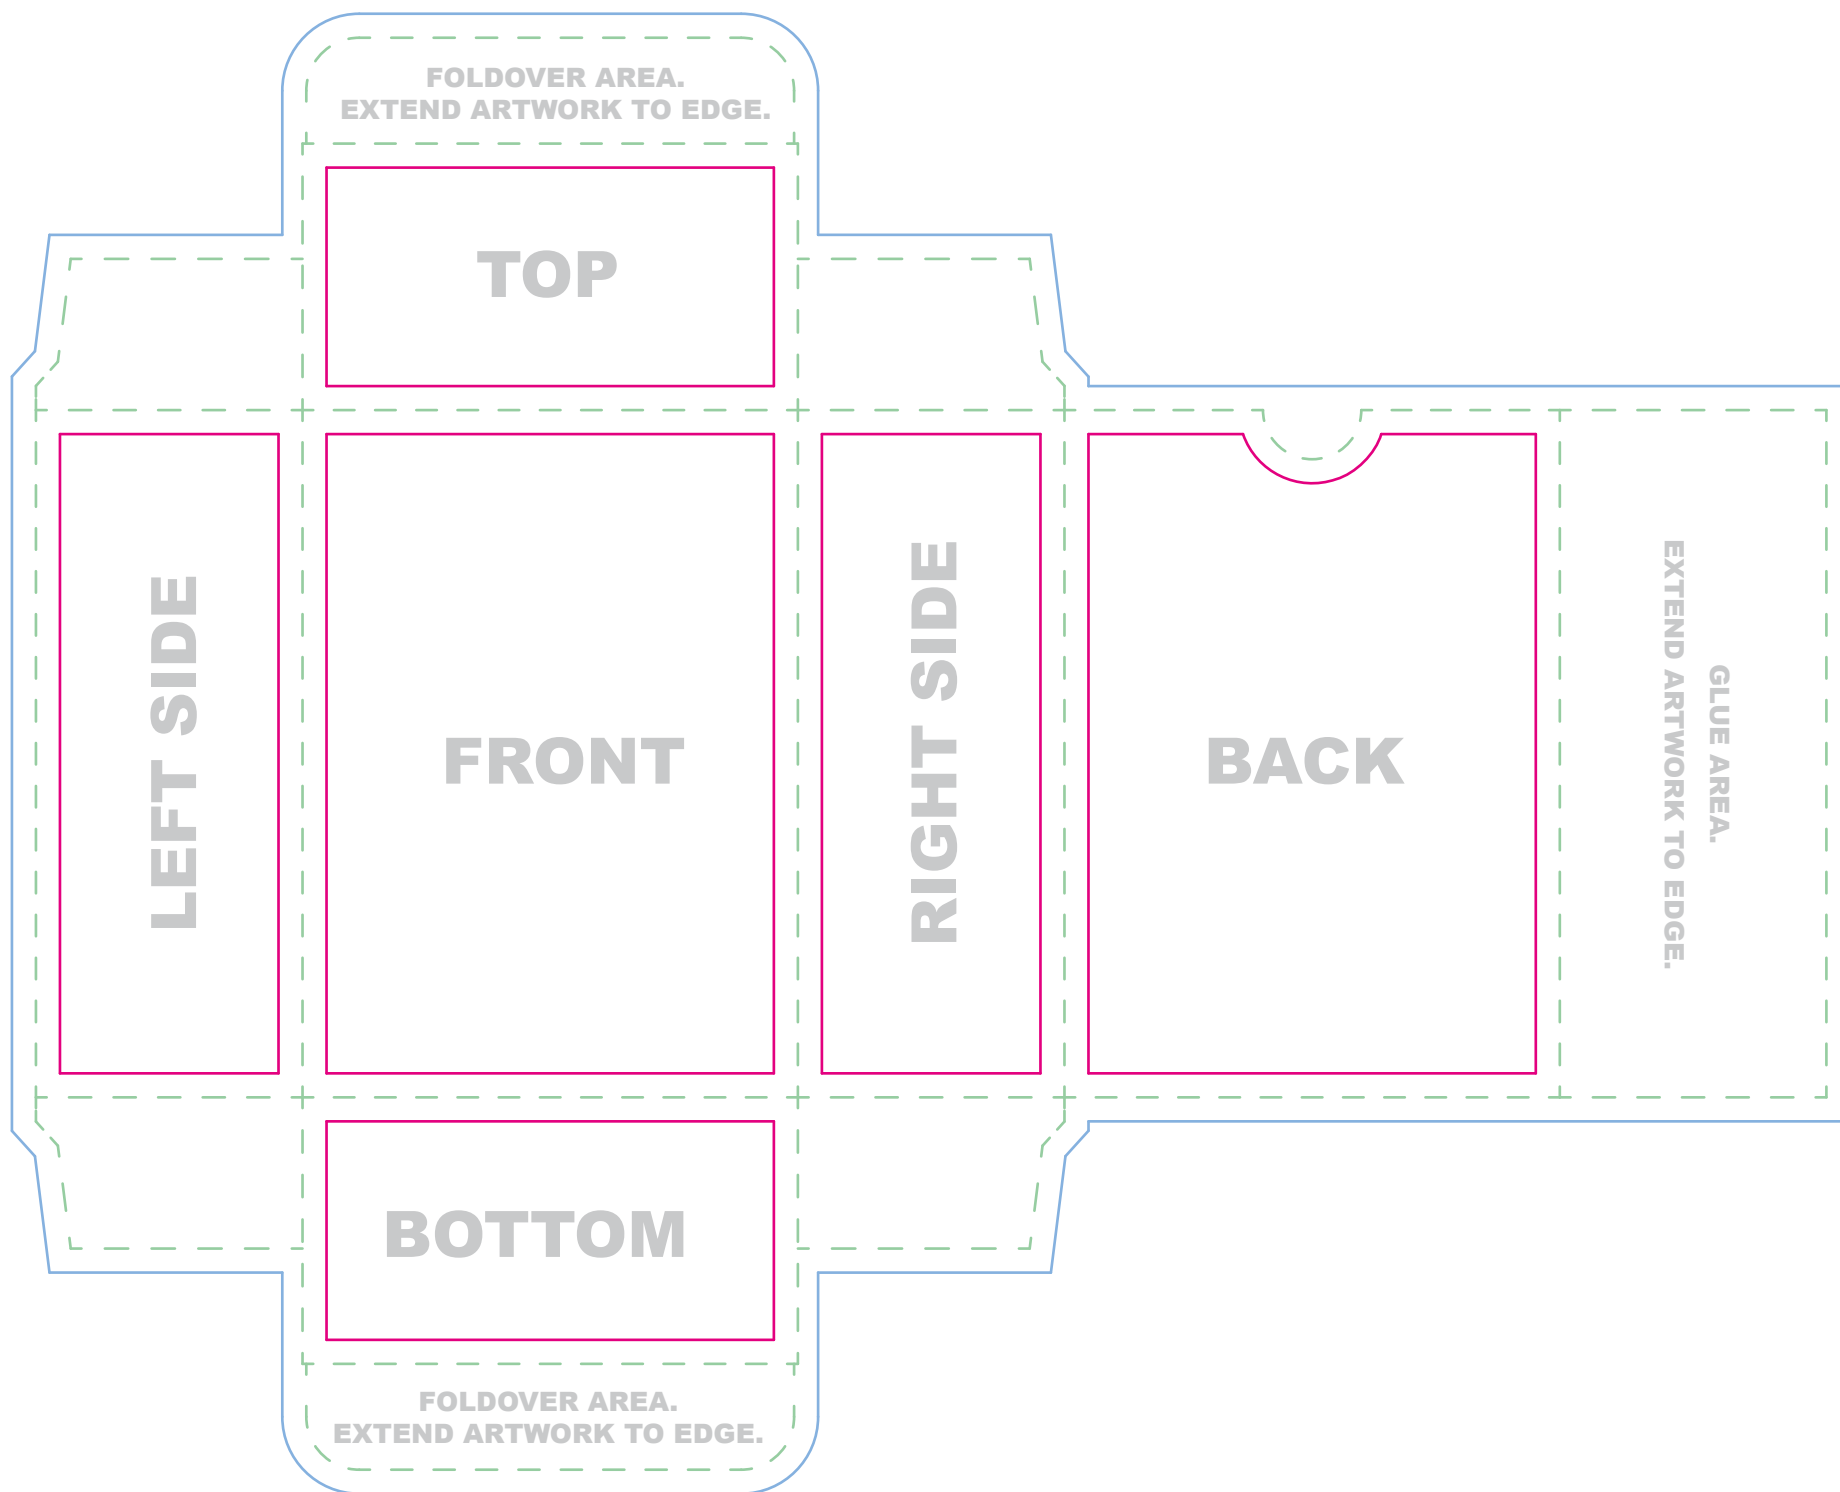 FOLDOVER AREA.
EXTEND ARTWORK TO EDGE.
TOP
LEFT SIDE
FRONT
RIGHT SIDE
BACK
GLUE AREA.
EXTEND ARTWORK TO EDGE.
BOTTOM
FOLDOVER AREA.
EXTEND ARTWORK TO EDGE.